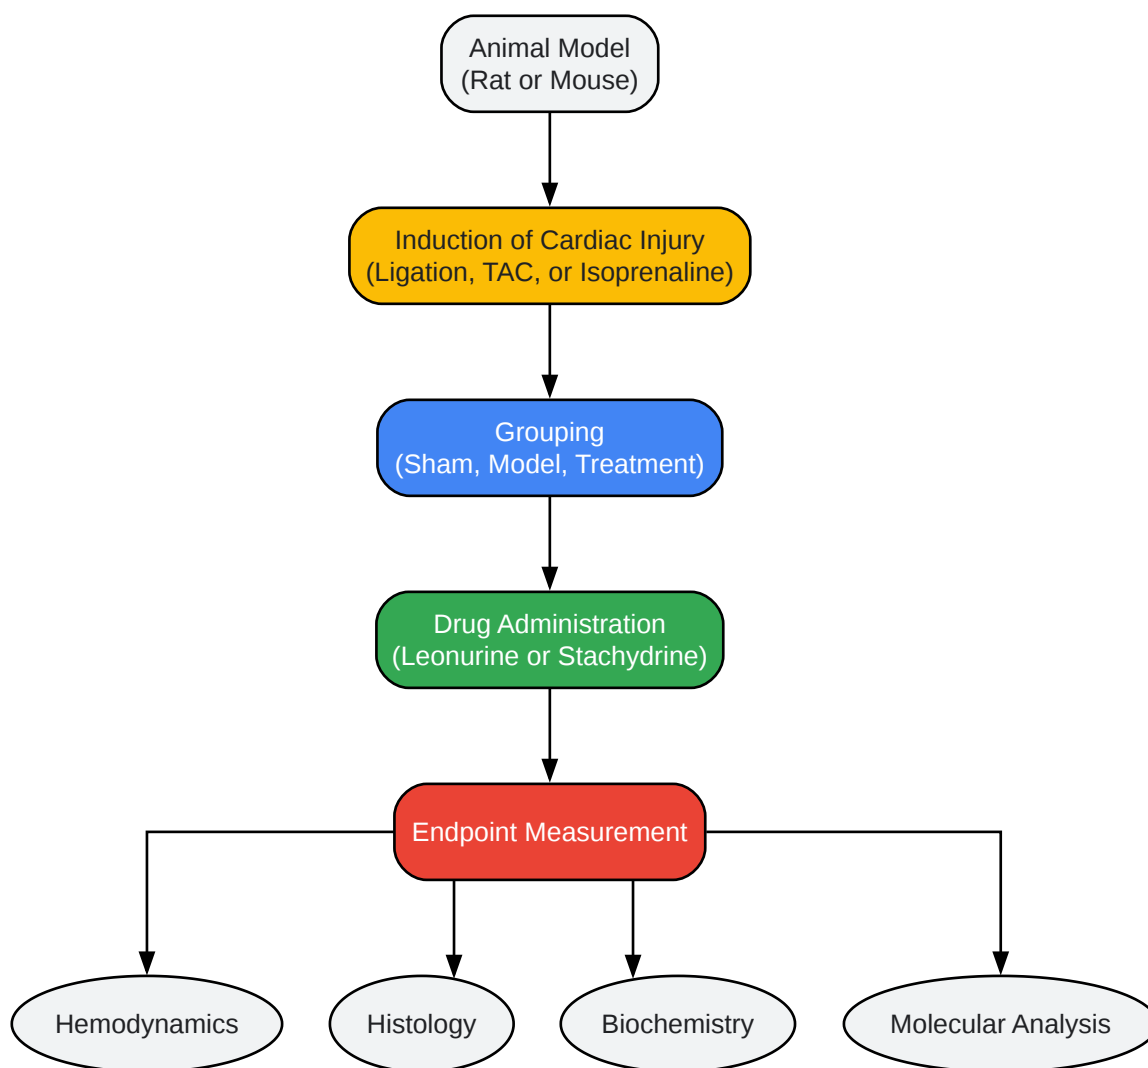 Animal Model
(Rat or Mouse)
Induction of Cardiac Injury
(Ligation, TAC, or Isoprenaline)
Grouping
(Sham, Model, Treatment)
Drug Administration
(Leonurine or Stachydrine)
Endpoint Measurement
Hemodynamics
Histology
Biochemistry
Molecular Analysis